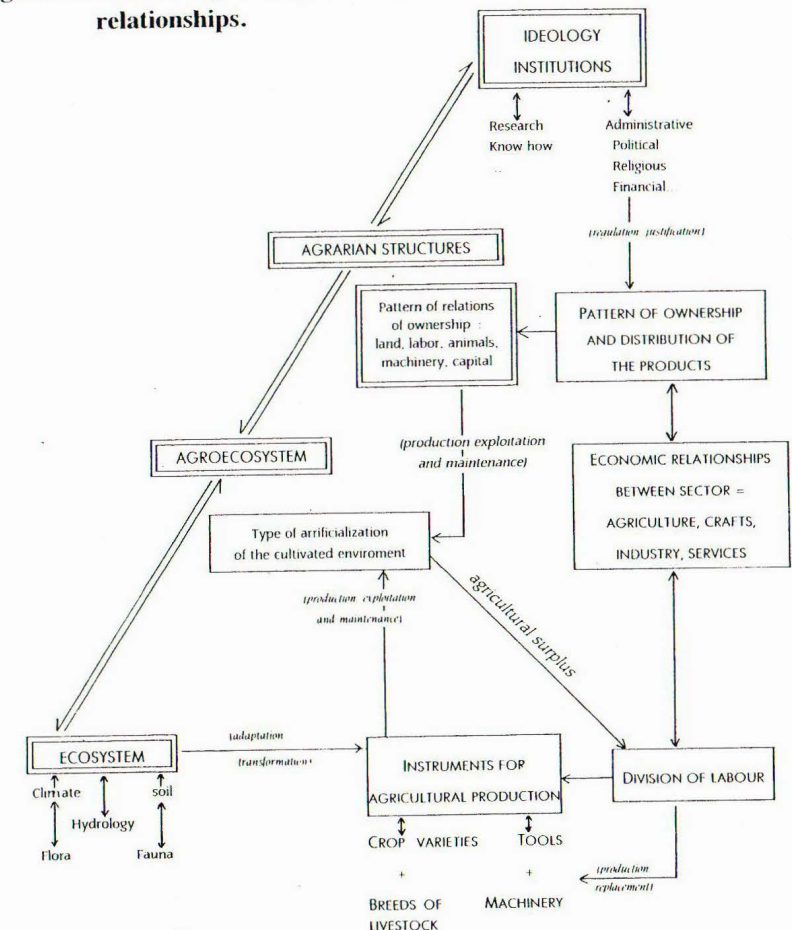 relationships.
IDEOLOGY
INSTITUTIONS
Research
Know how
Administrative
Political
Religious
Financial...
(regulation justification)
AGRARIAN STRUCTURES
Pattern of relations
of ownership :
land, labor, animals,
machinery, capital
PATTERN OF OWNERSHIP
AND DISTRIBUTION OF
THE PRODUCTS
(production exploitation
and maintenance)
AGROECOSYSTEM
ECONOMIC RELATIONSHIPS
BETWEEN SECTOR =
AGRICULTURE, CRAFTS,
INDUSTRY, SERVICES
Type of arrificialization
of the cultivated enviroment
(production exploitation
and maintenance)
agricultural surplus
ECOSYSTEM
(adaptation
transformation)
INSTRUMENTS FOR
AGRICULTURAL PRODUCTION
DIVISION OF LABOUR
Climate
soil
Hydrology
Flora
Fauna
CROP VARIETIES
TOOLS
+
+
(production
replacement)
BREEDS OF
LIVESTOCK
MACHINERY